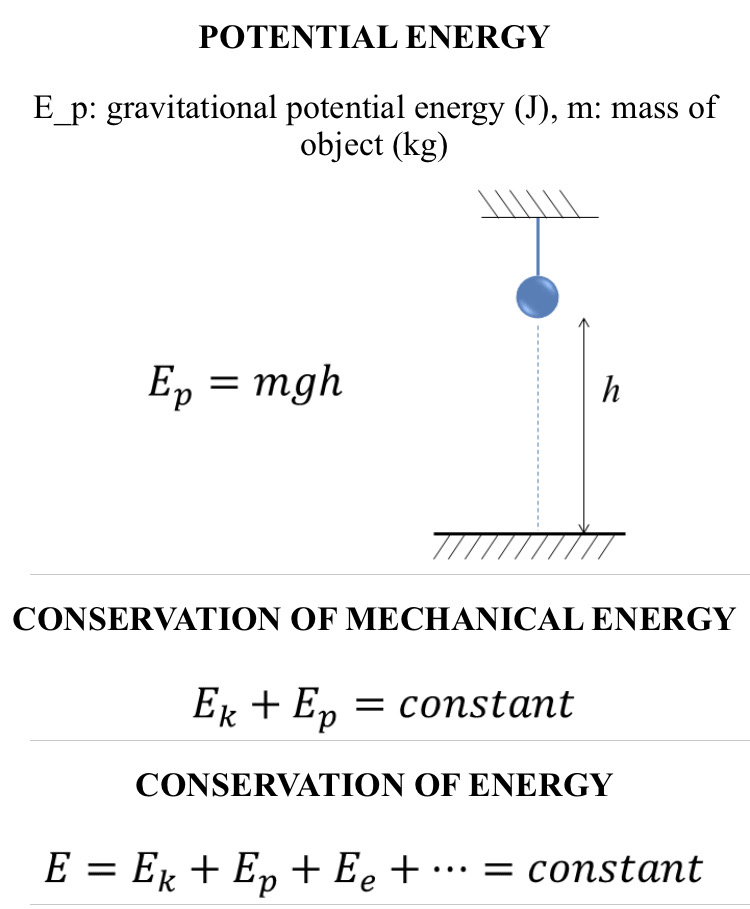 POTENTIAL ENERGY
E_p: gravitational potential energy (J), m: mass of
object (kg)
E_p = mgh
h
CONSERVATION OF MECHANICAL ENERGY
E_k + E_p = constant
CONSERVATION OF ENERGY
E = E_k + E_p + E_e + ⋯ = constant